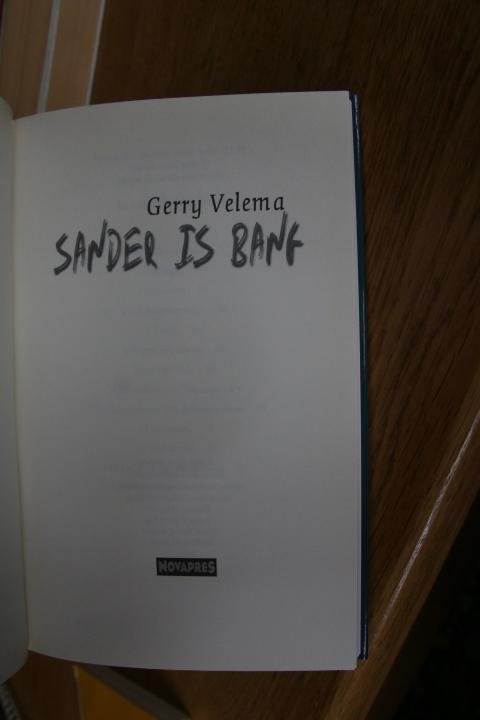 Gerry Velema
SANDER IS BANG
NOVAPRES